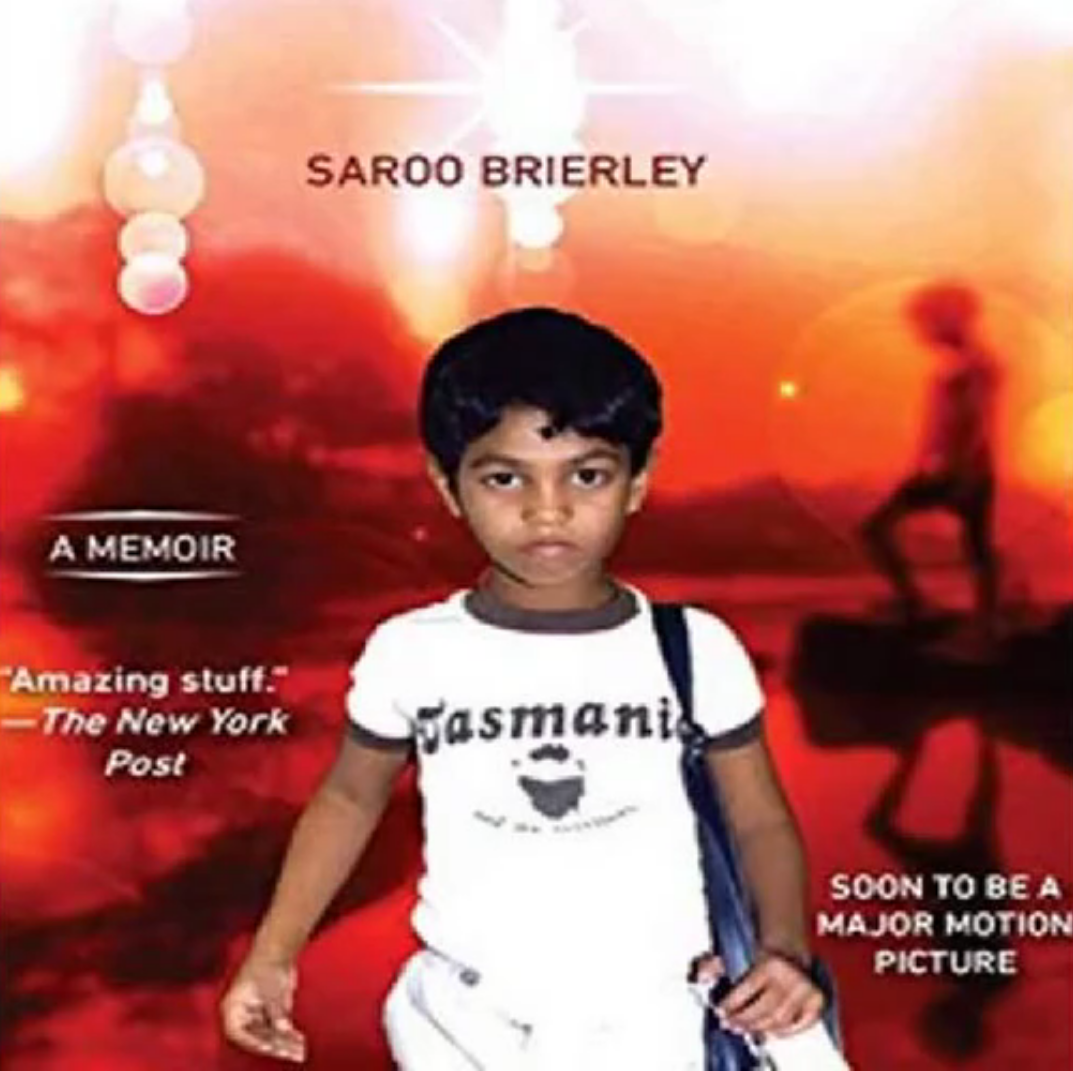 SAROO BRIERLEY
A MEMOIR
"Amazing stuff."
—The New York
Post
Tasmani
SOON TO BE A
MAJOR MOTION
PICTURE